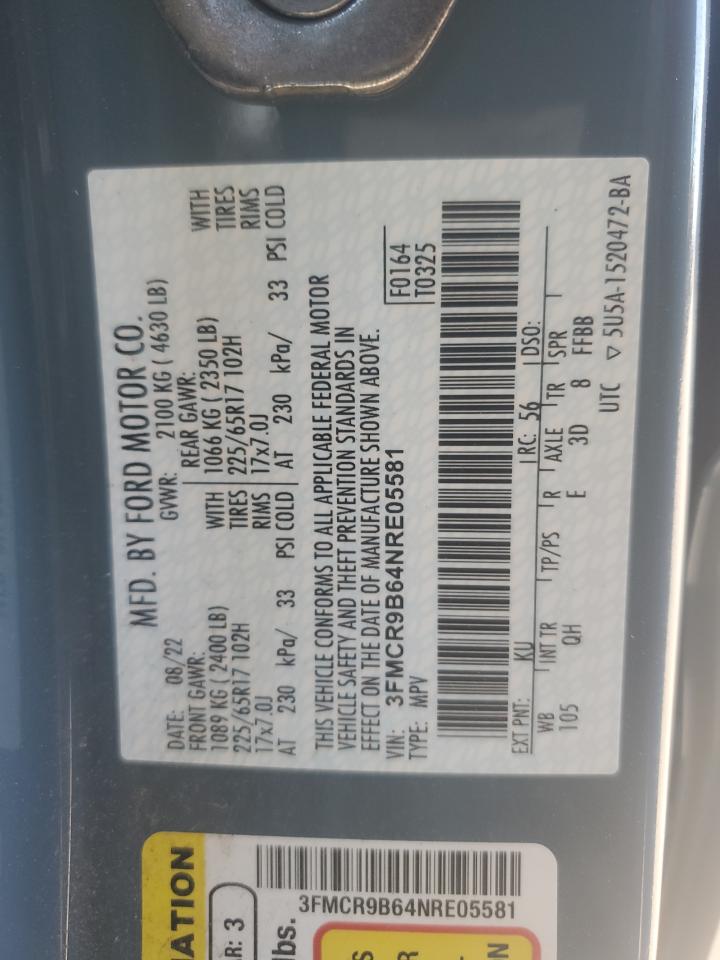 MFD. BY FORD MOTOR CO.
DATE: 08/22 GVWR: 2100 KG ( 4630 LB)
FRONT GAWR: REAR GAWR:
1089 KG ( 2400 LB) WITH 1066 KG ( 2350 LB) WITH
225/65R17 102H TIRES 225/65R17 102H TIRES
17x7.0J RIMS 17x7.0J RIMS
AT 230 kPa/ 33 PSI COLD AT 230 kPa/ 33 PSI COLD
THIS VEHICLE CONFORMS TO ALL APPLICABLE FEDERAL MOTOR
VEHICLE SAFETY AND THEFT PREVENTION STANDARDS IN
EFFECT ON THE DATE OF MANUFACTURE SHOWN ABOVE.
VIN: 3FMCR9B64NRE05581 F0164
TYPE: MPV T0325
EXT PNT: KU RC: 56 DSO:
WB INT TR TP/PS R AXLE TR SPR
105 QH E 3D 8 FFBB
UTC ▽ 5U5A-1520472-BA
3FMCR9B64NRE05581
R: 3
lbs.